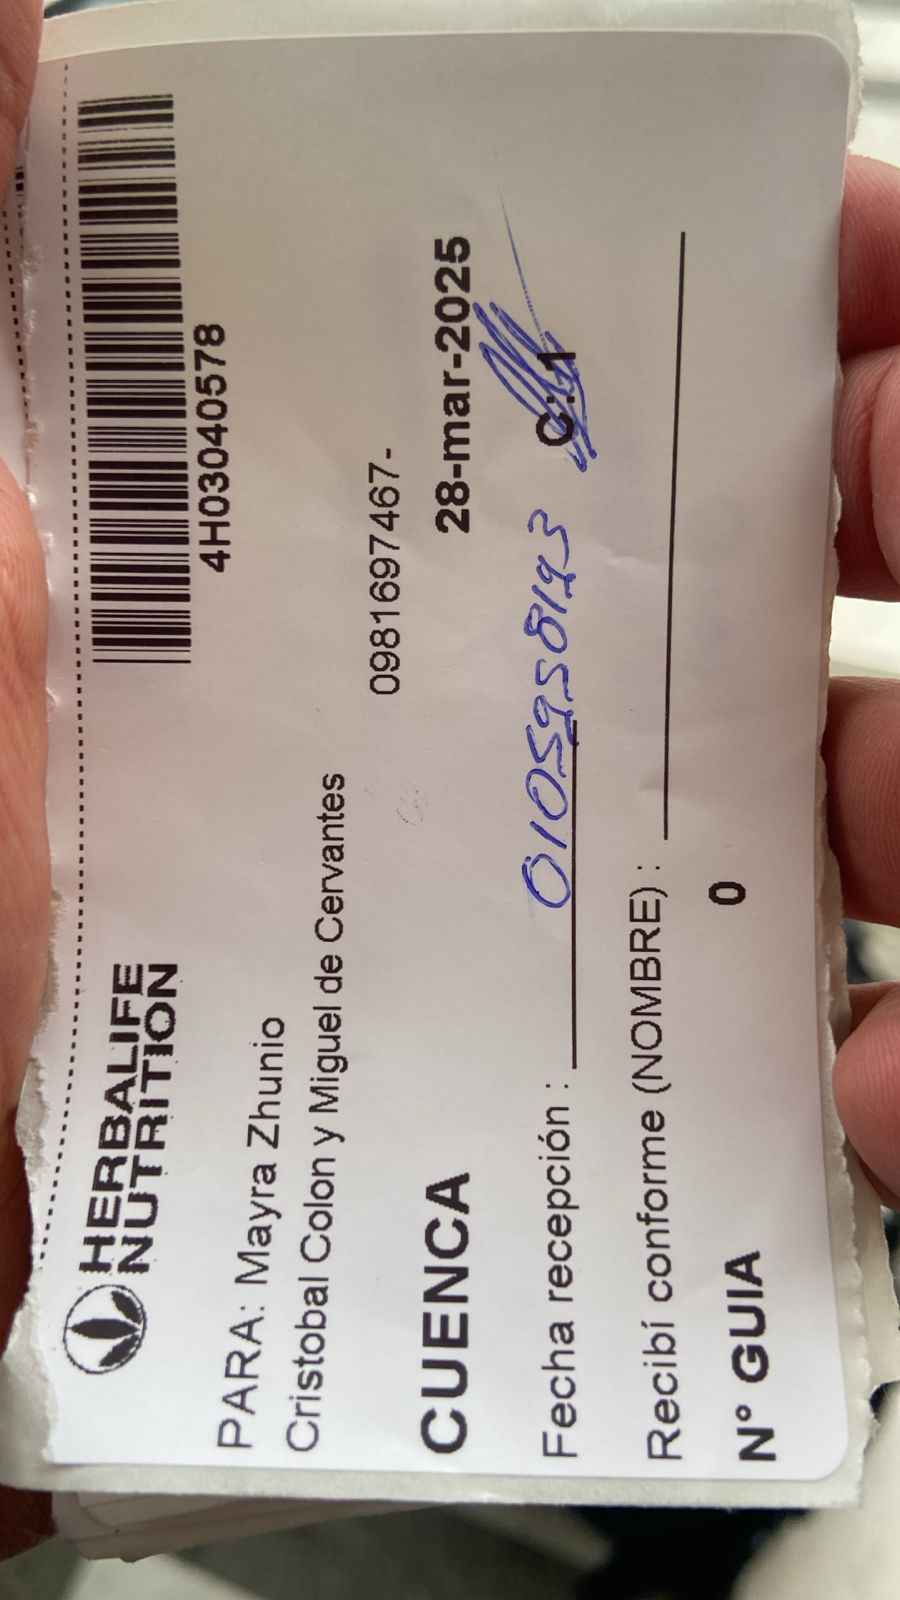 HERBALIFE
NUTRITION
4H03040578
PARA: Mayra Zhunio
Cristobal Colon y Miguel de Cervantes
0981697467-
CUENCA
28-mar-2025
Fecha recepción : 0105958193 C: 1
Recibí conforme (NOMBRE) :
N° GUIA 0